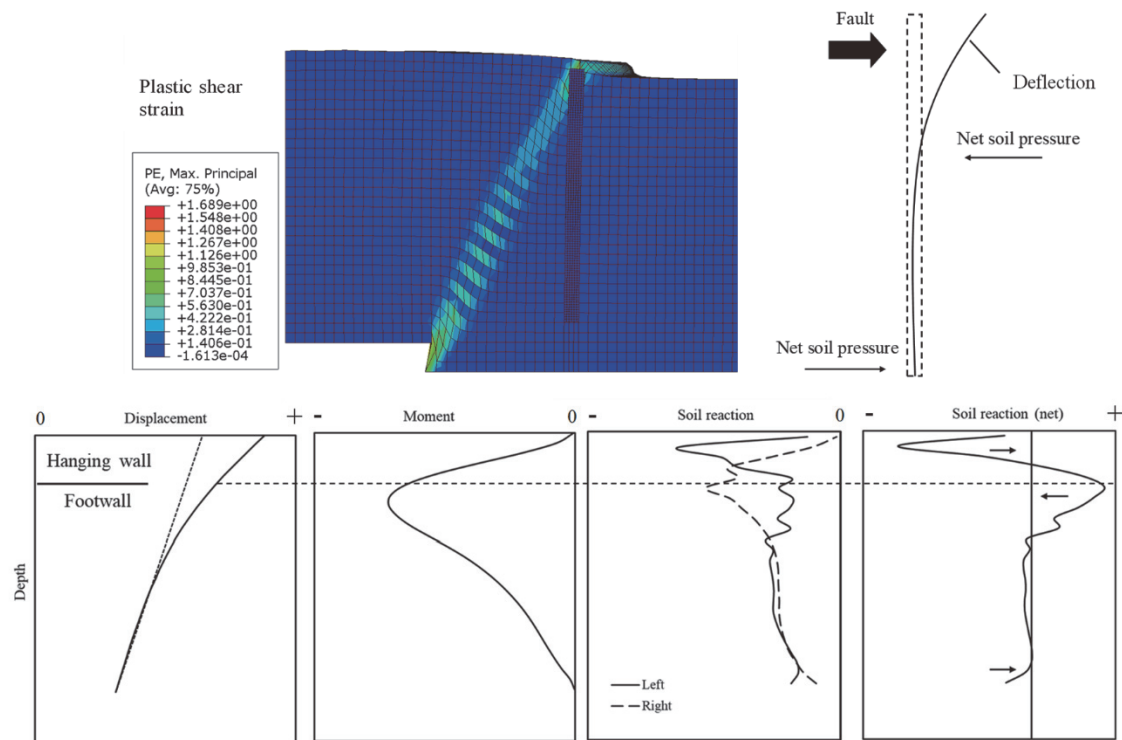 Plastic shear
strain
PE, Max. Principal
(Avg: 75%)
+1.689e+00
+1.548e+00
+1.408e+00
+1.267e+00
+1.126e+00
+9.853e-01
+8.445e-01
+7.037e-01
+5.630e-01
+4.222e-01
+2.814e-01
+1.406e-01
-1.613e-04
Fault
Deflection
Net soil pressure
Net soil pressure
0 Displacement +
- Moment 0
- Soil reaction 0
- Soil reaction (net) +
Hanging wall
Footwall
Depth
Left
Right